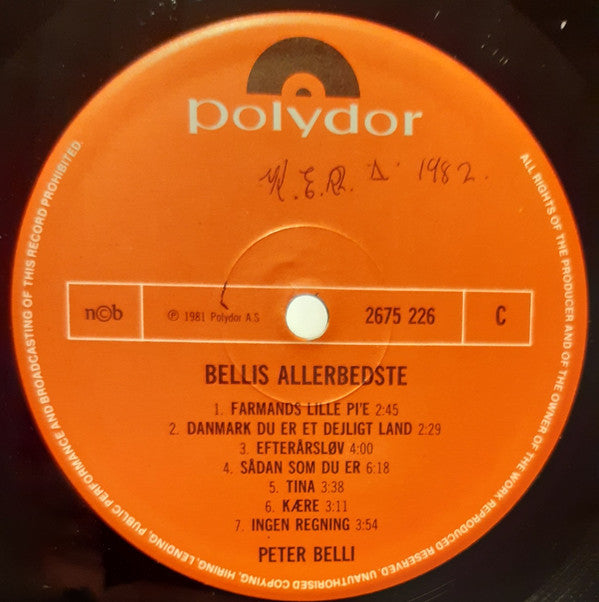 polydor
K.E.R. Δ 1982.
n©b
℗ 1981 Polydor A.S
2675 226
C
BELLIS ALLERBEDSTE
1. FARMANDS LILLE PI'E 2:45
2. DANMARK DU ER ET DEJLIGT LAND 2:29
3. EFTERÅRSLØV 4:00
4. SÅDAN SOM DU ER 6:18
5. TINA 3:38
6. KÆRE 3:11
7. INGEN REGNING 3:54
PETER BELLI
ALL RIGHTS OF THE PRODUCER AND OF THE OWNER OF THE WORK REPRODUCED RESERVED. UNAUTHORISED COPYING, HIRING, LENDING, PUBLIC PERFORMANCE AND BROADCASTING OF THIS RECORD PROHIBITED.